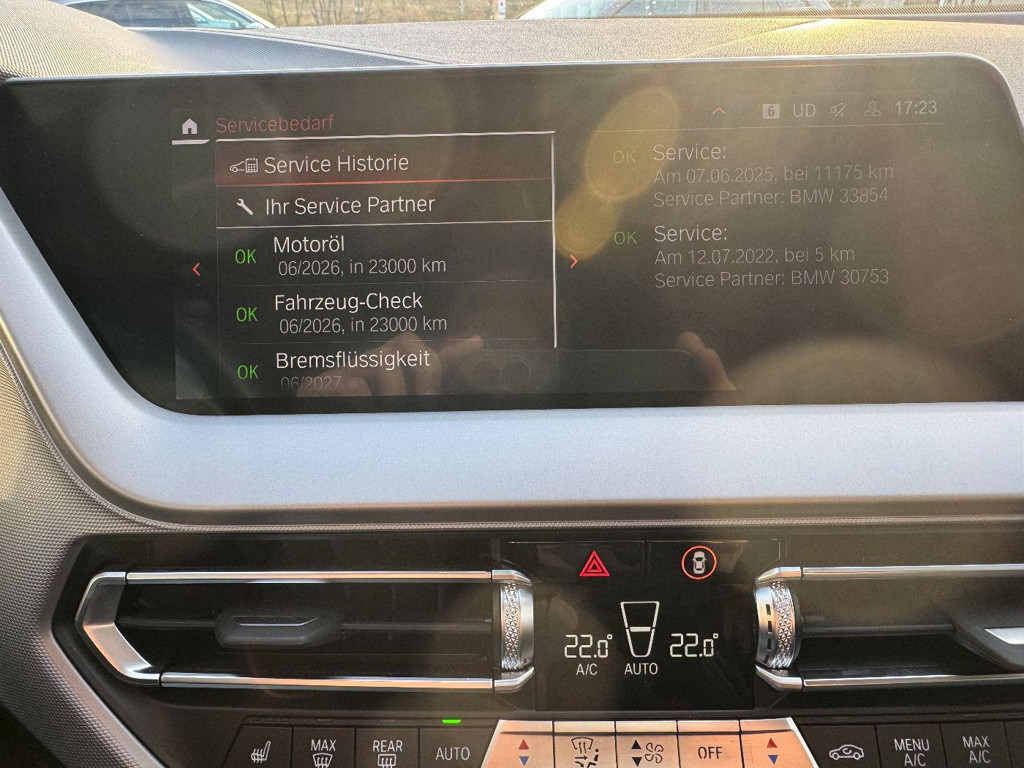 Servicebedarf
6 UD 17:23
Service Historie
Ihr Service Partner
OK Motoröl
06/2026, in 23000 km
OK Fahrzeug-Check
06/2026, in 23000 km
OK Bremsflüssigkeit
06/2027
OK Service:
Am 07.06.2025, bei 11175 km
Service Partner: BMW 33854
OK Service:
Am 12.07.2022, bei 5 km
Service Partner: BMW 30753
22.0° 22.0°
A/C AUTO
MAX REAR AUTO OFF MENU A/C MAX A/C